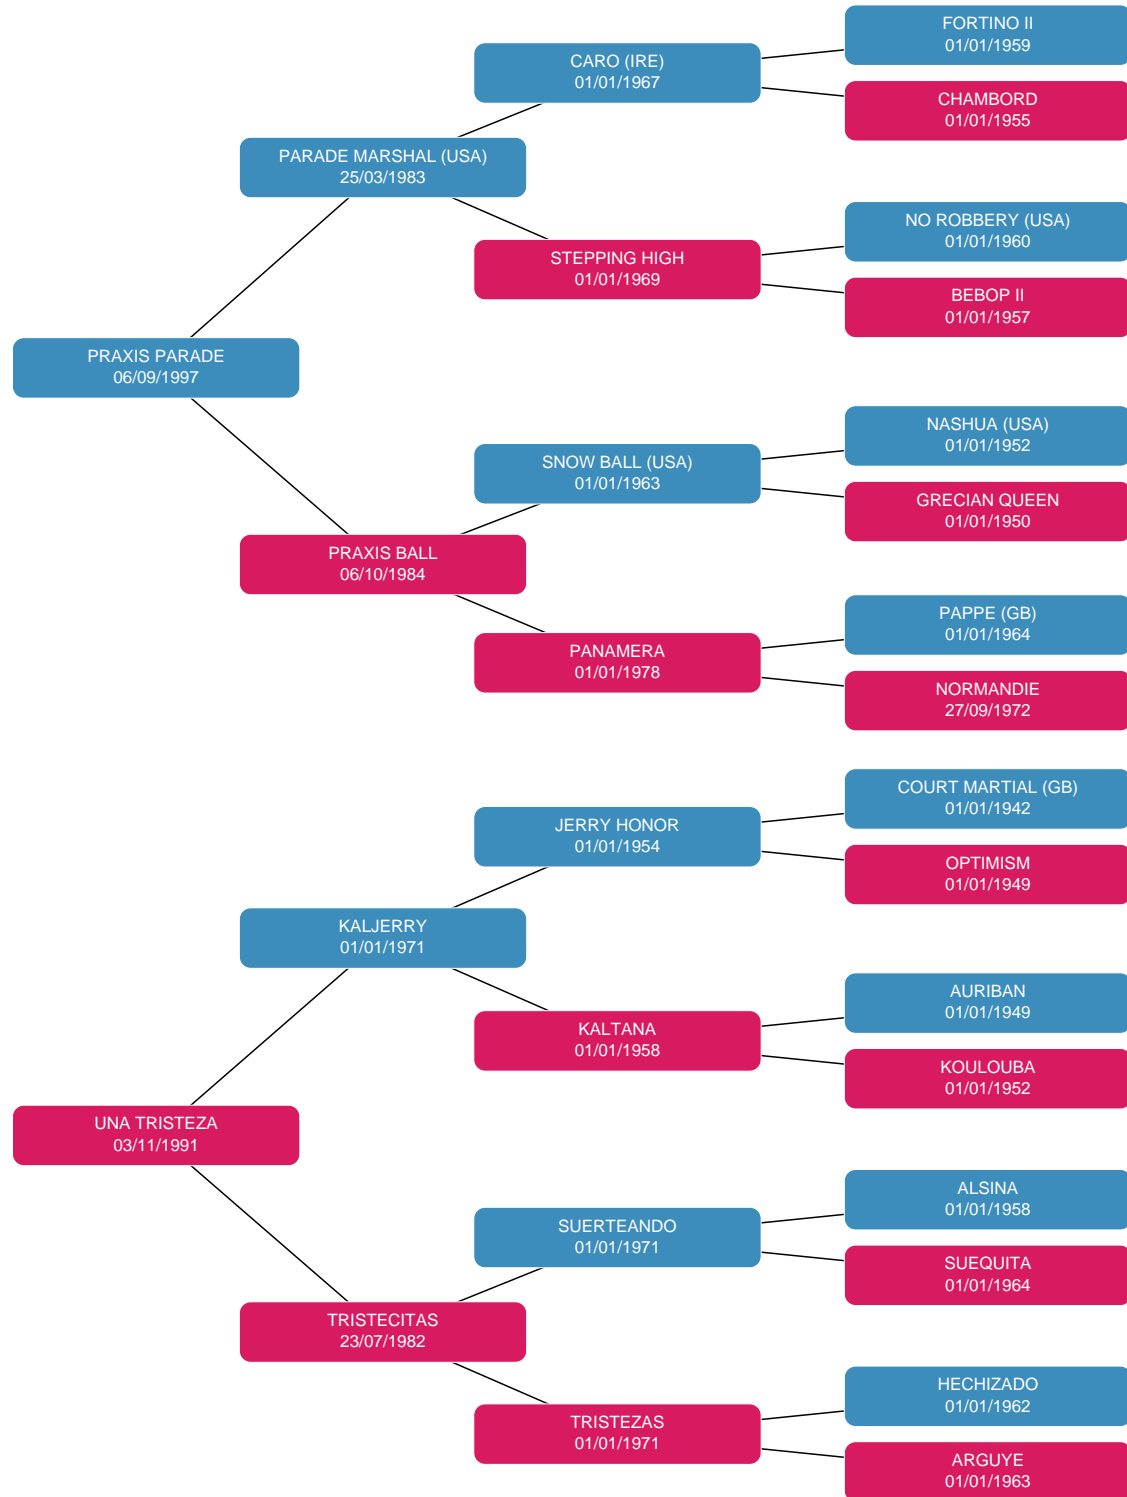 FORTINO II
01/01/1959
CARO (IRE)
01/01/1967
CHAMBORD
01/01/1955
PARADE MARSHAL (USA)
25/03/1983
NO ROBBERY (USA)
01/01/1960
STEPPING HIGH
01/01/1969
BEBOP II
01/01/1957
PRAXIS PARADE
06/09/1997
NASHUA (USA)
01/01/1952
SNOW BALL (USA)
01/01/1963
GRECIAN QUEEN
01/01/1950
PRAXIS BALL
06/10/1984
PAPPE (GB)
01/01/1964
PANAMERA
01/01/1978
NORMANDIE
27/09/1972
COURT MARTIAL (GB)
01/01/1942
JERRY HONOR
01/01/1954
OPTIMISM
01/01/1949
KALJERRY
01/01/1971
AURIBAN
01/01/1949
KALTANA
01/01/1958
KOULOUBA
01/01/1952
UNA TRISTEZA
03/11/1991
ALSINA
01/01/1958
SUERTEANDO
01/01/1971
SUEQUITA
01/01/1964
TRISTECITAS
23/07/1982
HECHIZADO
01/01/1962
TRISTEZAS
01/01/1971
ARGUYE
01/01/1963